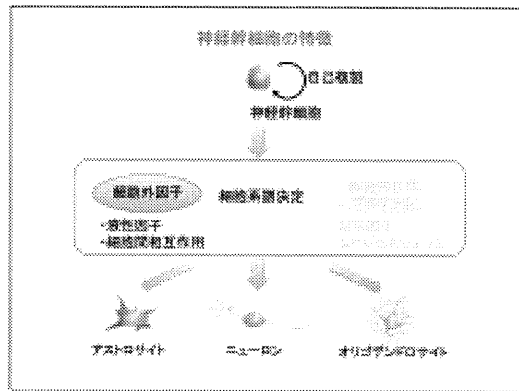 神経幹細胞の特徴
自己複製
神経幹細胞
細胞外因子
細胞系譜決定
・液性因子
・細胞間相互作用
アストロサイト
ニューロン
オリゴデンドロサイト